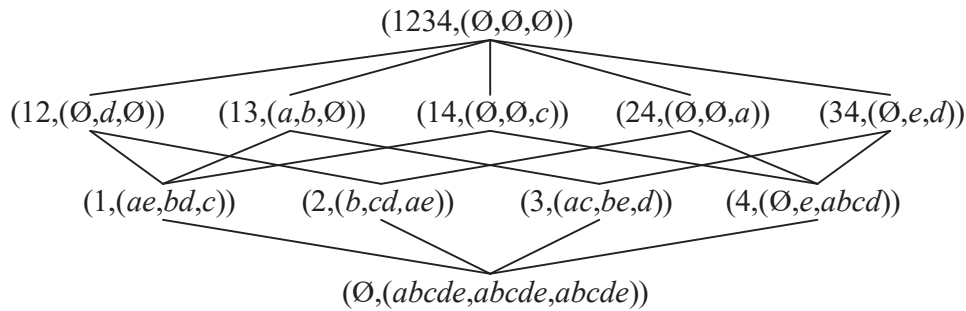 (1234,(Ø,Ø,Ø))
(12,(Ø,d,Ø)) (13,(a,b,Ø)) (14,(Ø,Ø,c)) (24,(Ø,Ø,a)) (34,(Ø,e,d))
(1,(ae,bd,c)) (2,(b,cd,ae)) (3,(ac,be,d)) (4,(Ø,e,abcd))
(Ø,(abcde,abcde,abcde))